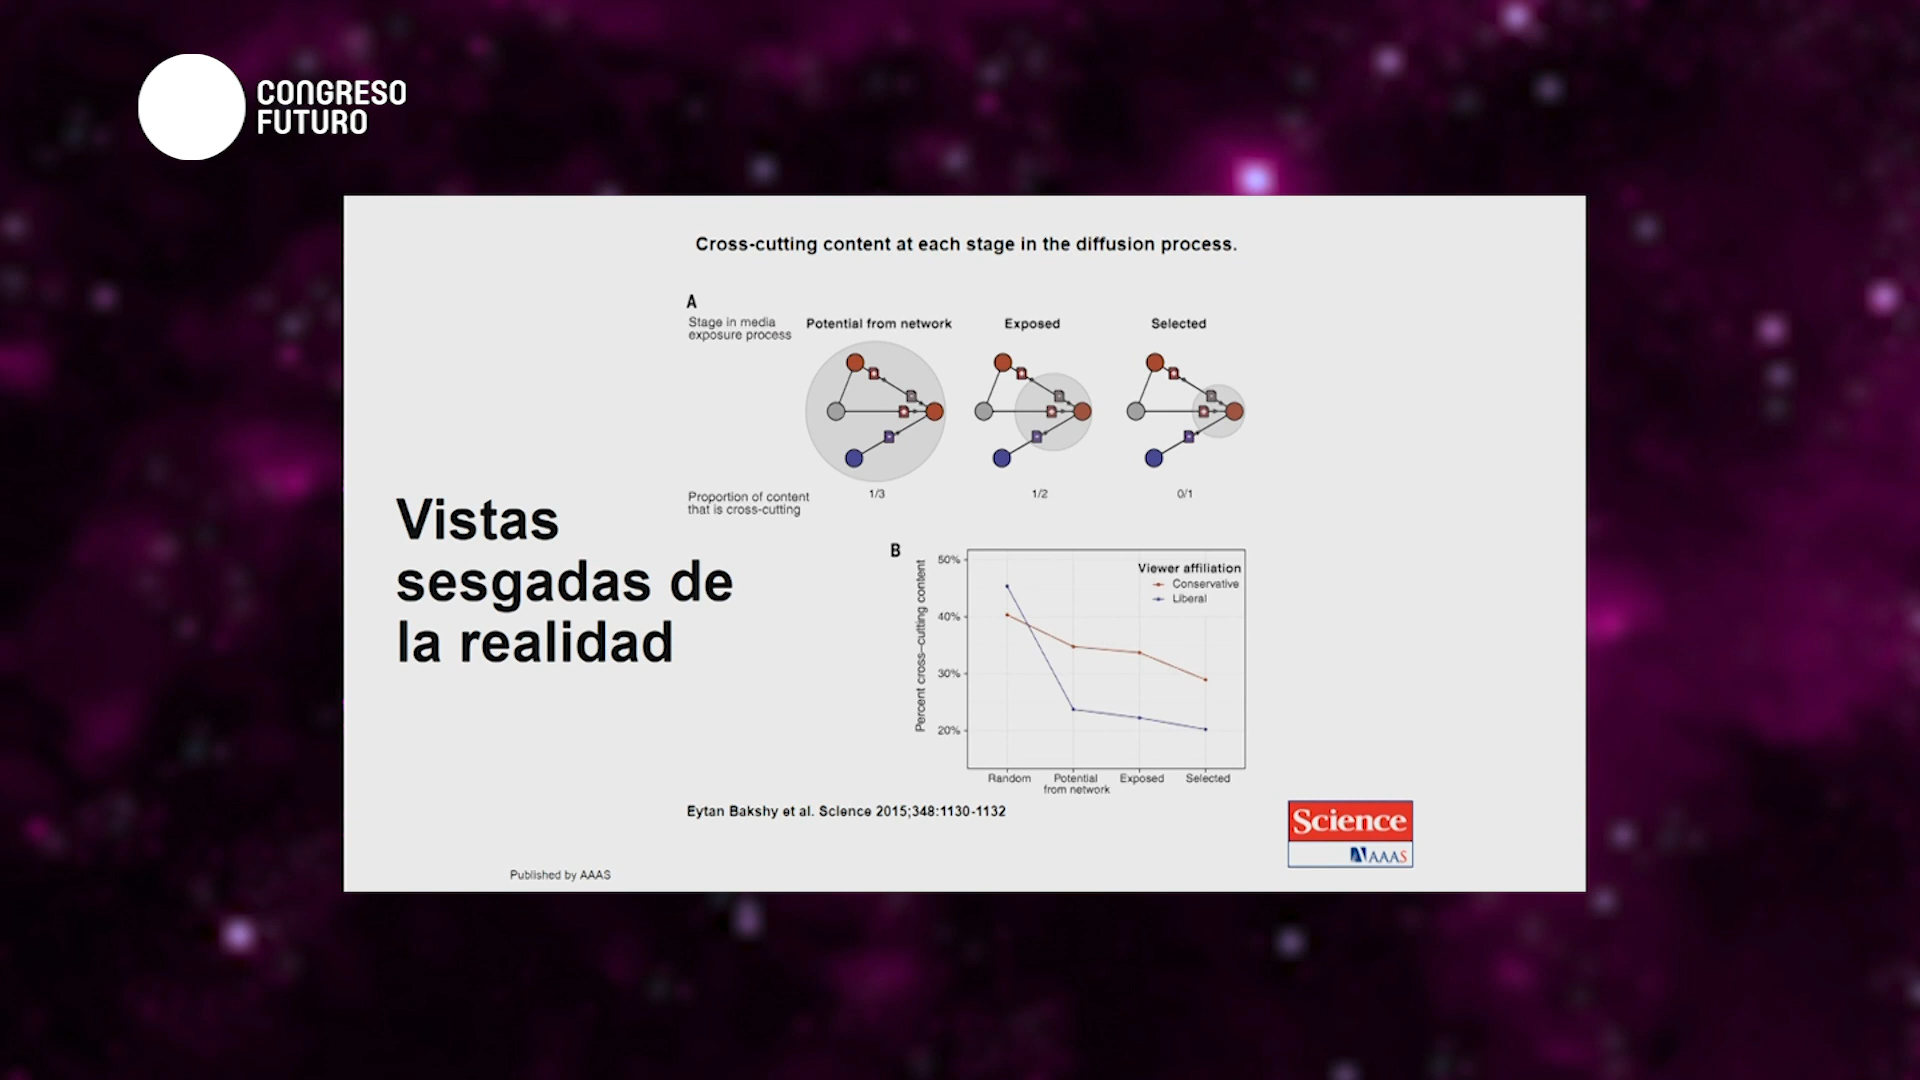 CONGRESO
FUTURO
Cross-cutting content at each stage in the diffusion process.
A
Stage in media
exposure process
Potential from network
Exposed
Selected
Proportion of content
that is cross-cutting
1/3
1/2
0/1
Vistas
sesgadas de
la realidad
B
Percent cross-cutting content
50%
40%
30%
20%
Viewer affiliation
Conservative
Liberal
Random
Potential
from network
Exposed
Selected
Eytan Bakshy et al. Science 2015;348:1130-1132
Science
AAAS
Published by AAAS